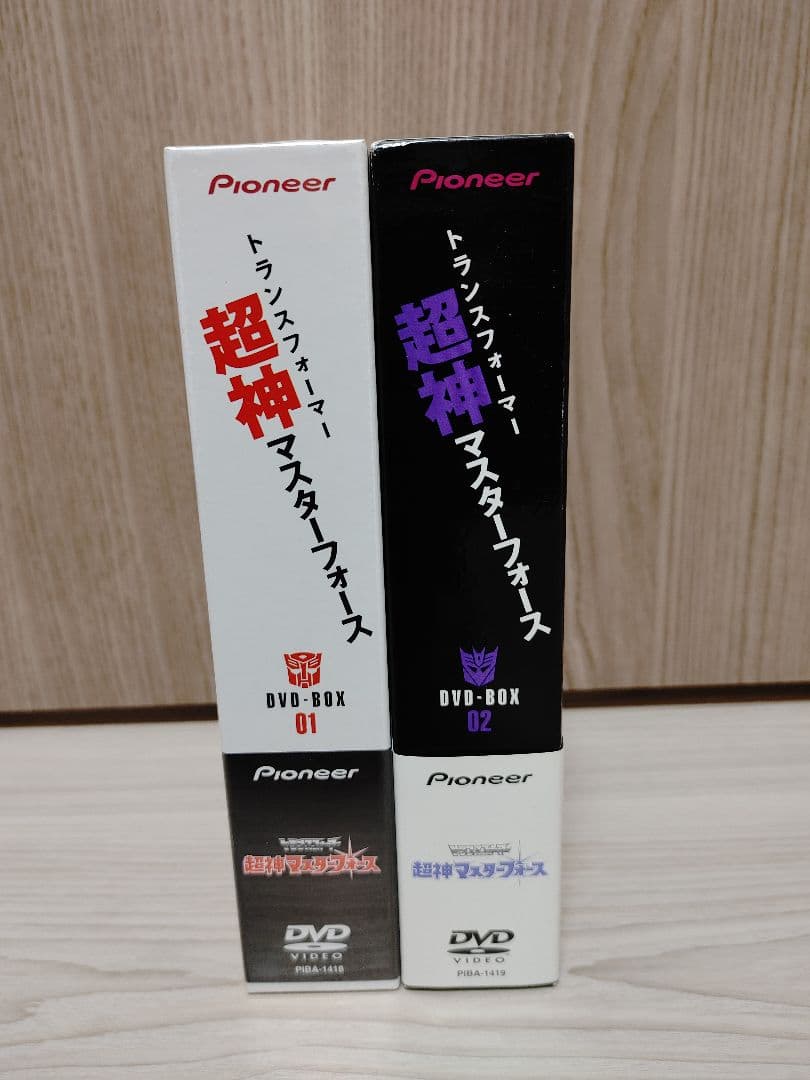 Pioneer
トランスフォーマー
超神マスターフォース
DVD-BOX
01
Pioneer
トランスフォーマー
超神マスターフォース
DVD-BOX
02
Pioneer
超神マスターフォース
DVD
VIDEO
PIBA-1418
Pioneer
超神マスターフォース
DVD
VIDEO
PIBA-1419